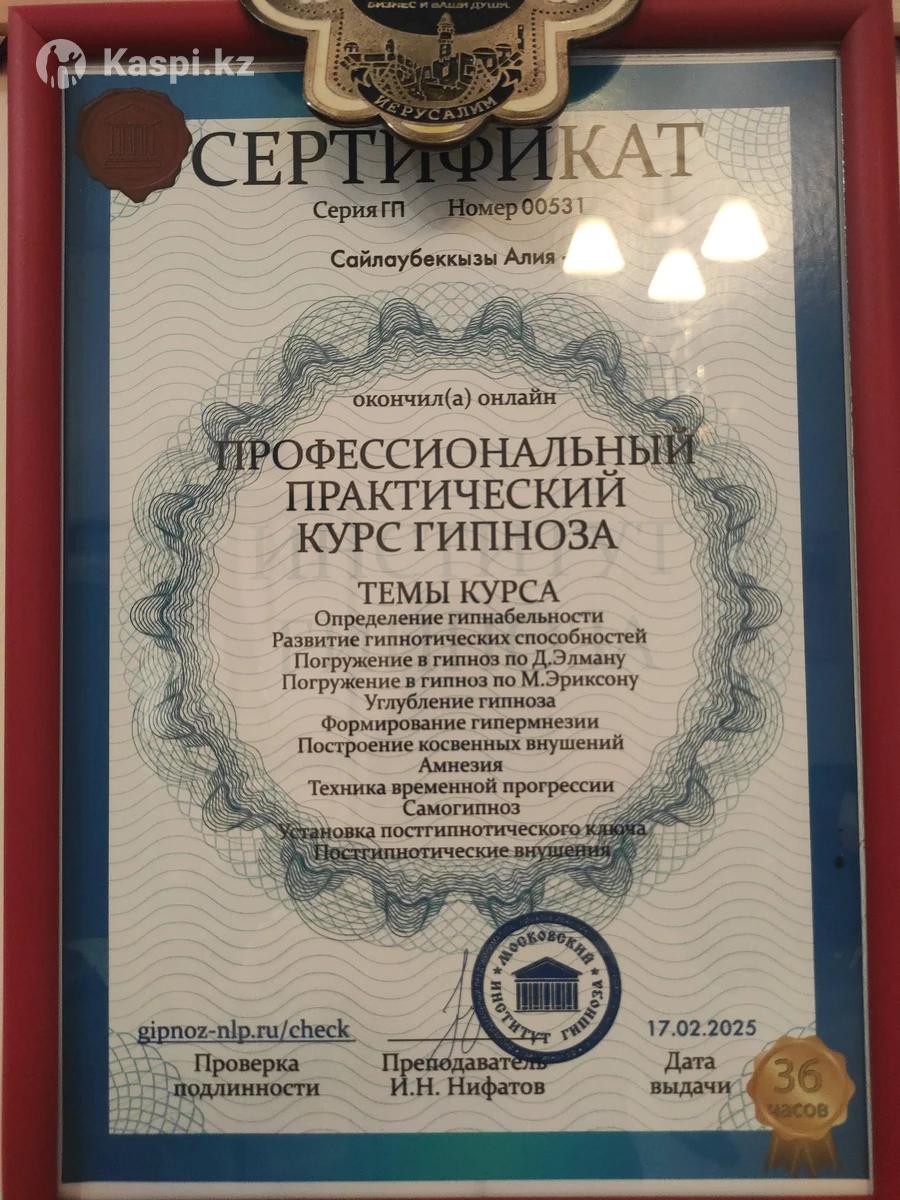 БИЗНЕС И ВАШИ ДУШИ.
Kaspi.kz
ИЕРУСАЛИМ
СЕРТИФИКАТ
Серия ГП Номер 00531
Сайлаубеккызы Алия -
окончил(а) онлайн
ПРОФЕССИОНАЛЬНЫЙ
ПРАКТИЧЕСКИЙ
КУРС ГИПНОЗА
ТЕМЫ КУРСА
Определение гипнабельности
Развитие гипнотических способностей
Погружение в гипноз по Д.Элману
Погружение в гипноз по М.Эриксону
Углубление гипноза
Формирование гипермнезии
Построение косвенных внушений
Амнезия
Техника временной прогрессии
Самогипноз
Установка постгипнотического ключа
Постгипнотические внушения
МОСКОВСКИЙ
ИНСТИТУТ ГИПНОЗА
gipnoz-nlp.ru/check
Проверка
подлинности
Преподаватель
И.Н. Нифатов
17.02.2025
Дата
выдачи
36
часов